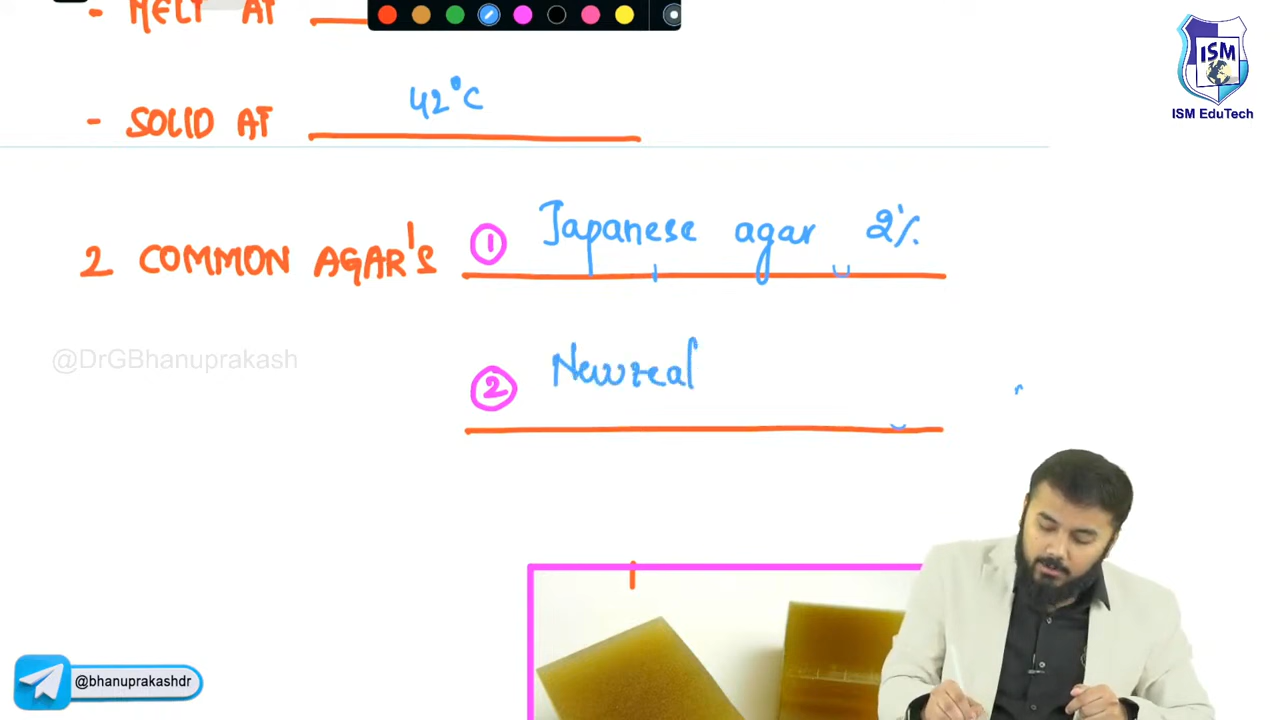 - MELT AT
- SOLID AT 42°C
ISM
ISM EduTech
2 COMMON AGAR'S
1 Japanese agar 2%
@DrGBhanuprakash
2 Newzeal
@bhanuprakashdr